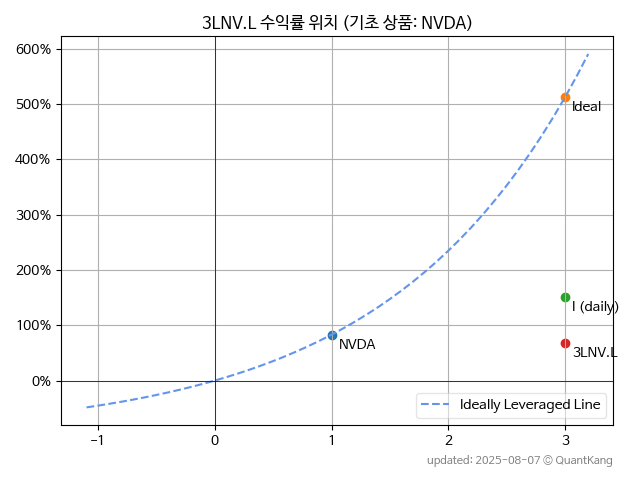 3LNV.L 수익률 위치 (기초 상품: NVDA)
600%
500%
400%
300%
200%
100%
0%
Ideal
I (daily)
NVDA
3LNV.L
Ideally Leveraged Line
−1
0
1
2
3
updated: 2025-08-07 © QuantKang